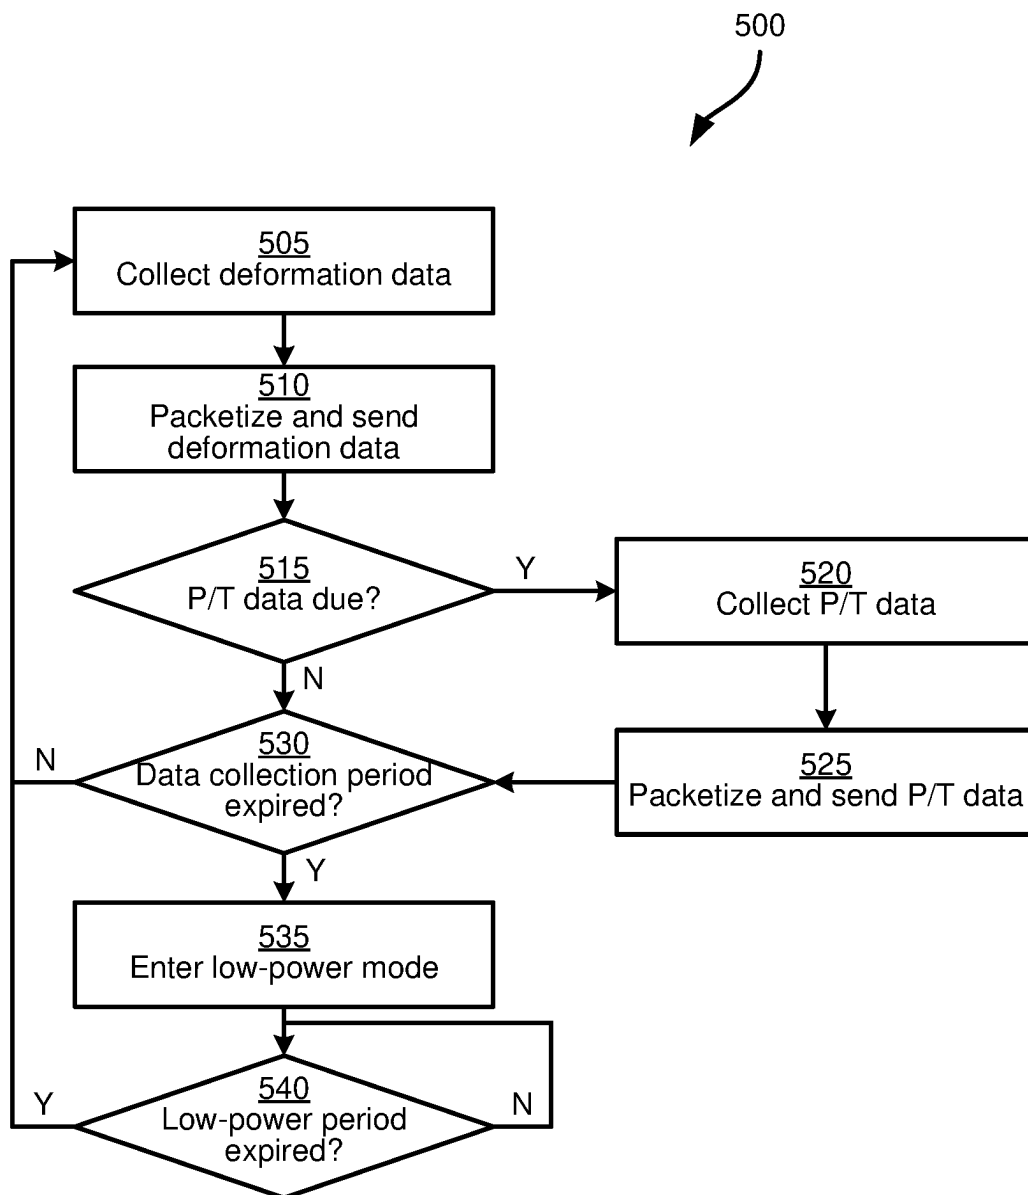 500
505
Collect deformation data
510
Packetize and send
deformation data
515
P/T data due?
Y
N
520
Collect P/T data
525
Packetize and send P/T data
530
Data collection period
expired?
N
Y
535
Enter low-power mode
540
Low-power period
expired?
Y
N